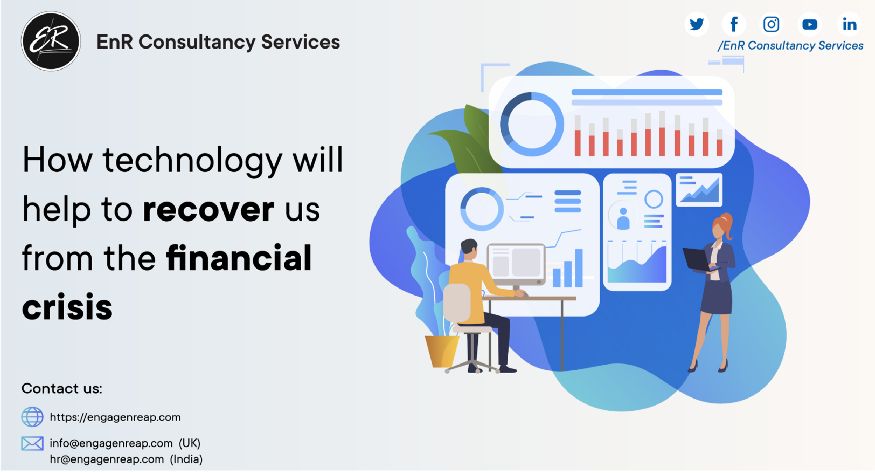 ER
EnR Consultancy Services
/EnR Consultancy Services
How technology will
help to recover us
from the financial
crisis
Contact us:
https://engagenreap.com
info@engagenreap.com (UK)
hr@engagenreap.com (India)